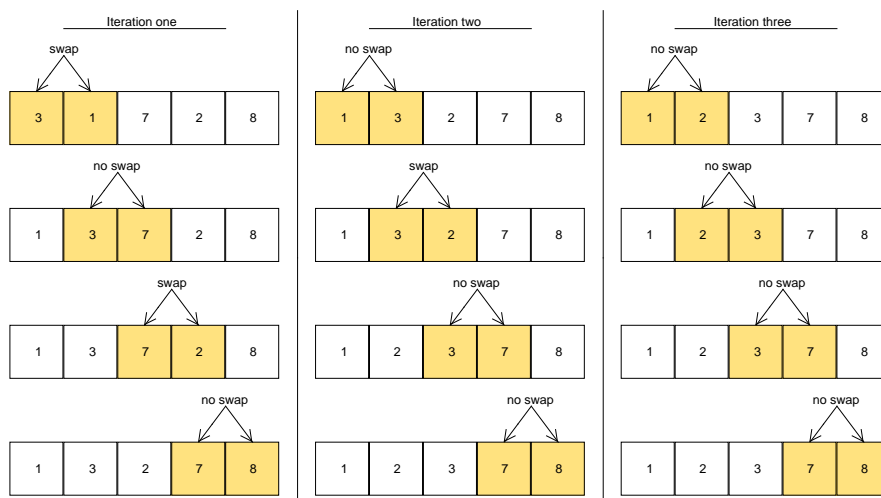 Iteration one
swap
3 1 7 2 8
no swap
1 3 7 2 8
swap
1 3 7 2 8
no swap
1 3 2 7 8
Iteration two
no swap
1 3 2 7 8
swap
1 3 2 7 8
no swap
1 2 3 7 8
no swap
1 2 3 7 8
Iteration three
no swap
1 2 3 7 8
no swap
1 2 3 7 8
no swap
1 2 3 7 8
no swap
1 2 3 7 8